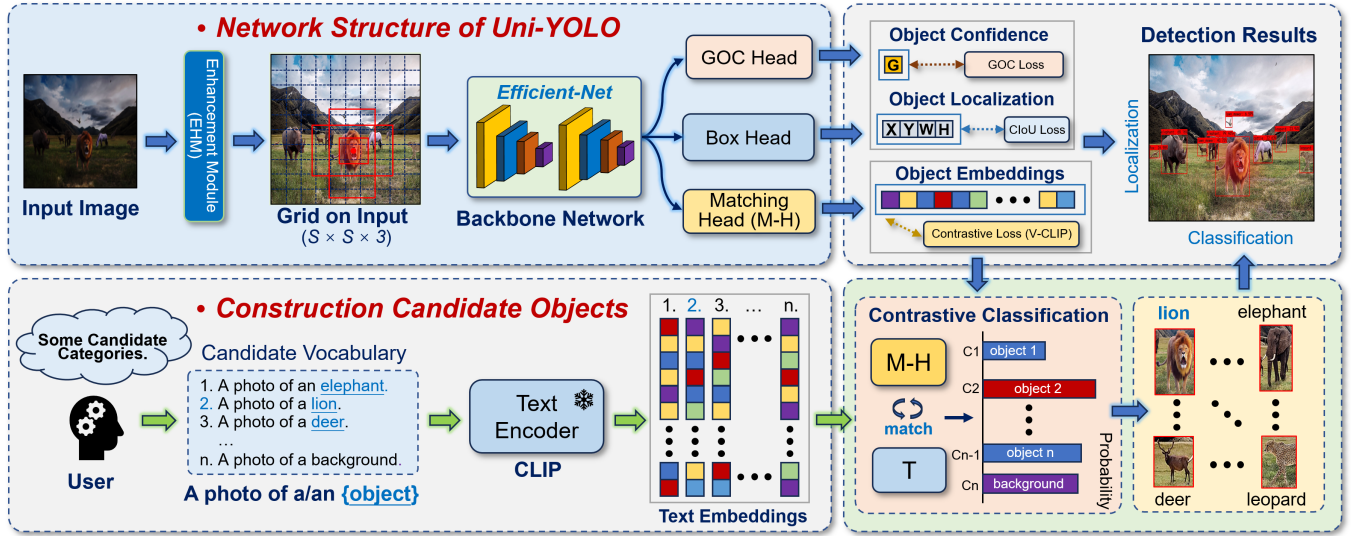 • Network Structure of Uni-YOLO
Input Image
Enhancement Module
(EHM)
Grid on Input
(S × S × 3)
Efficient-Net
Backbone Network
GOC Head
Box Head
Matching
Head (M-H)
Object Confidence
G
GOC Loss
Object Localization
X Y W H
CIoU Loss
Object Embeddings
Contrastive Loss (V-CLIP)
Detection Results
Localization
Classification
• Construction Candidate Objects
Some Candidate
Categories.
User
Candidate Vocabulary
1. A photo of an elephant.
2. A photo of a lion.
3. A photo of a deer.
...
n. A photo of a background.
A photo of a/an {object}
Text
Encoder
CLIP
1. 2. 3. ... n.
Text Embeddings
Contrastive Classification
M-H
match
T
C1 object 1
C2 object 2
Cn-1 object n
Cn background
Probability
lion
elephant
deer
leopard